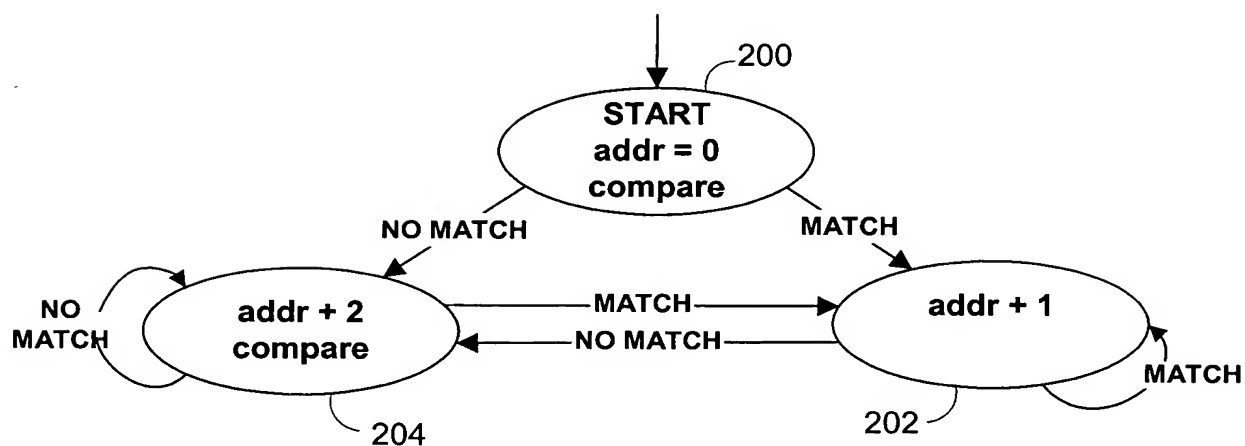 200
START
addr = 0
compare
NO MATCH
MATCH
NO
MATCH
addr + 2
compare
MATCH
NO MATCH
addr + 1
MATCH
204
202